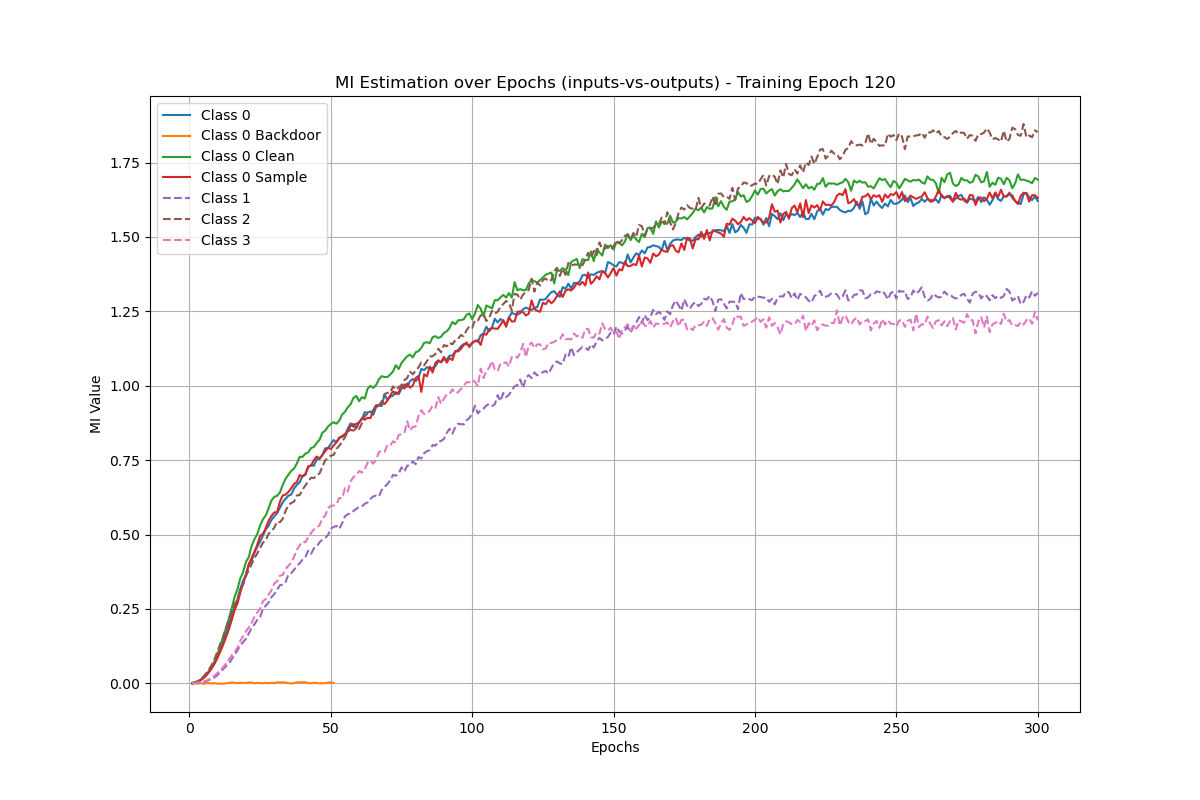 MI Estimation over Epochs (inputs-vs-outputs) - Training Epoch 120
Class 0
Class 0 Backdoor
Class 0 Clean
Class 0 Sample
Class 1
Class 2
Class 3
1.75
1.50
1.25
1.00
0.75
0.50
0.25
0.00
MI Value
0 50 100 150 200 250 300
Epochs